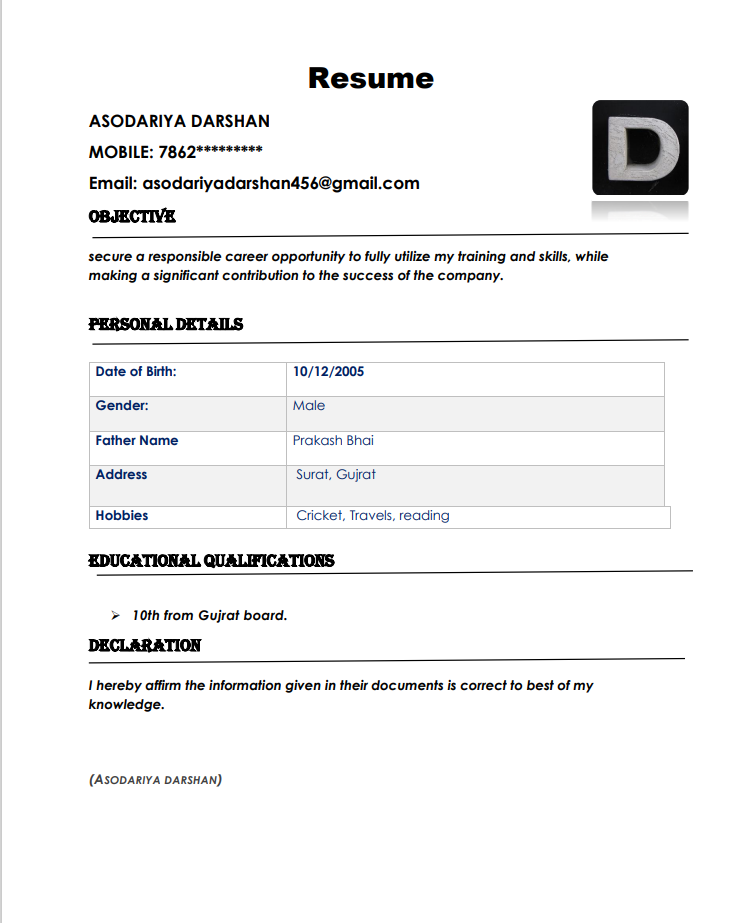 Resume
ASODARIYA DARSHAN
MOBILE: 7862*********
Email: asodariyadarshan456@gmail.com
D
OBJECTIVE
secure a responsible career opportunity to fully utilize my training and skills, while
making a significant contribution to the success of the company.
PERSONAL DETAILS
Date of Birth: 10/12/2005
Gender: Male
Father Name Prakash Bhai
Address Surat, Gujrat
Hobbies Cricket, Travels, reading
EDUCATIONAL QUALIFICATIONS
➢ 10th from Gujrat board.
DECLARATION
I hereby affirm the information given in their documents is correct to best of my
knowledge.
(ASODARIYA DARSHAN)